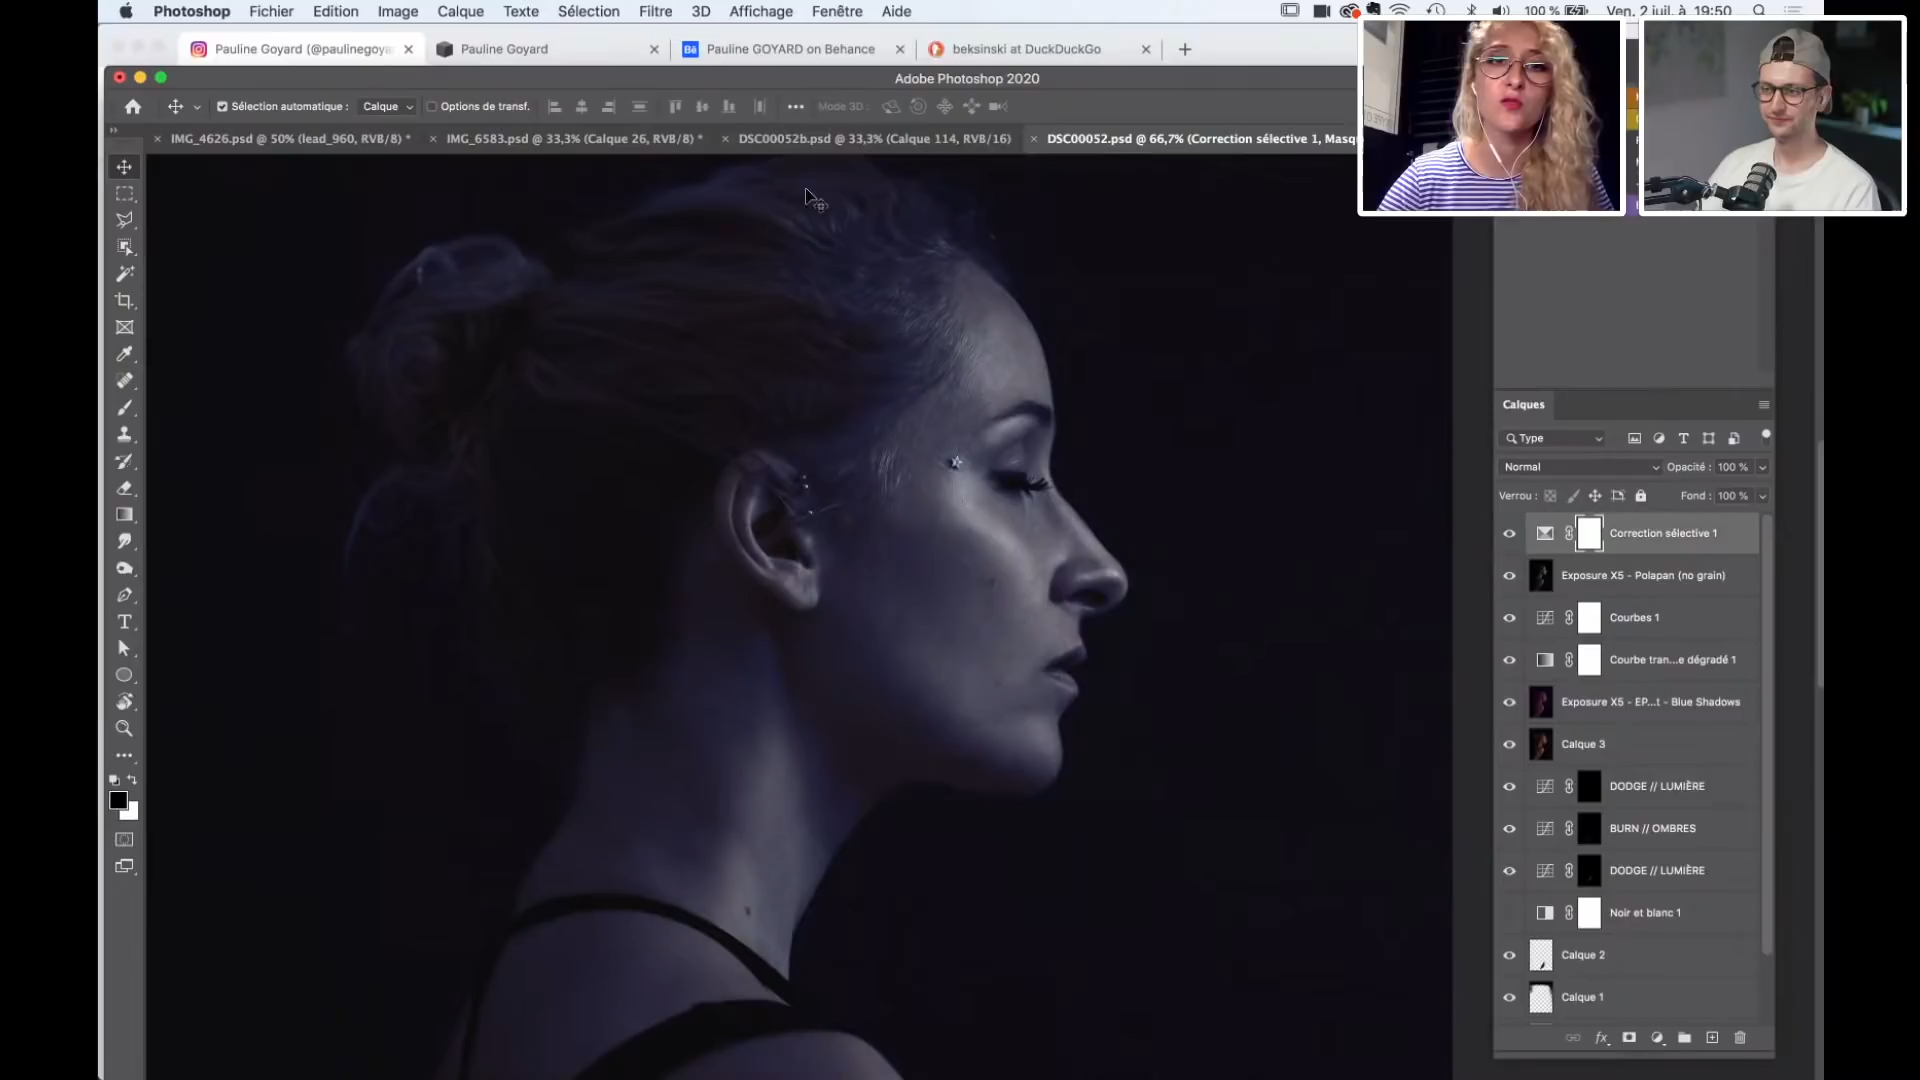 Photoshop Fichier Edition Image Calque Texte Sélection Filtre 3D Affichage Fenêtre Aide 100 % Ven. 2 juil. à 19:50
Pauline Goyard (@paulinegoya
Pauline Goyard
Pauline GOYARD on Behance
beksinski at DuckDuckGo
Adobe Photoshop 2020
Sélection automatique : Calque Options de transf. Mode 3D :
IMG_4626.psd @ 50% (lead_960, RVB/8) *
IMG_6583.psd @ 33,3% (Calque 26, RVB/8) *
DSC00052b.psd @ 33,3% (Calque 114, RVB/16)
DSC00052.psd @ 66,7% (Correction sélective 1, Masq
Calques
Type
Normal Opacité : 100 %
Verrou : Fond : 100 %
Correction sélective 1
Exposure X5 - Polapan (no grain)
Courbes 1
Courbe tran...e dégradé 1
Exposure X5 - EP...t - Blue Shadows
Calque 3
DODGE // LUMIÈRE
BURN // OMBRES
DODGE // LUMIÈRE
Noir et blanc 1
Calque 2
Calque 1
fx